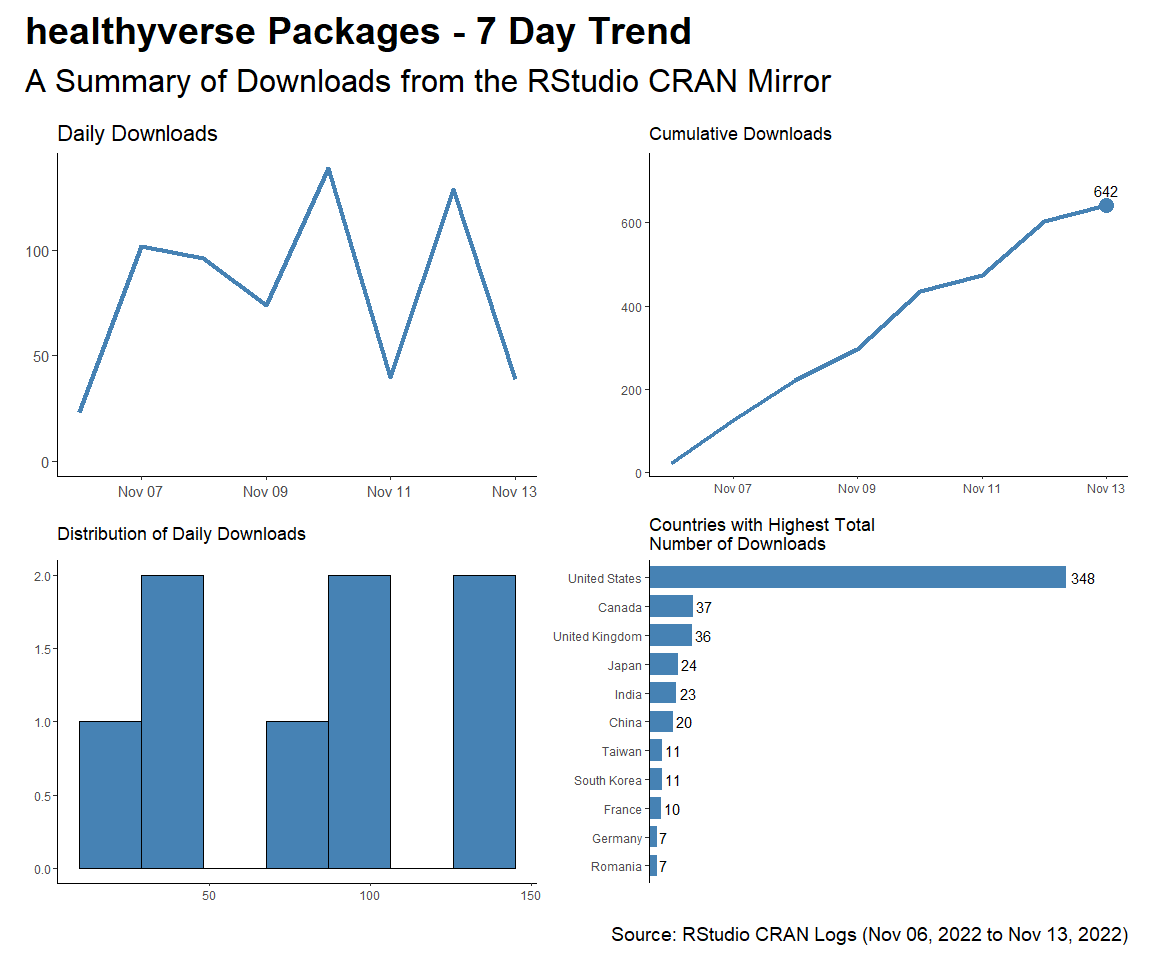 healthyverse Packages - 7 Day Trend
A Summary of Downloads from the RStudio CRAN Mirror
Daily Downloads
100
50
0
Nov 07 Nov 09 Nov 11 Nov 13
Cumulative Downloads
642
600
400
200
0
Nov 07 Nov 09 Nov 11 Nov 13
Distribution of Daily Downloads
2.0
1.5
1.0
0.5
0.0
50 100 150
Countries with Highest Total
Number of Downloads
United States 348
Canada 37
United Kingdom 36
Japan 24
India 23
China 20
Taiwan 11
South Korea 11
France 10
Germany 7
Romania 7
Source: RStudio CRAN Logs (Nov 06, 2022 to Nov 13, 2022)